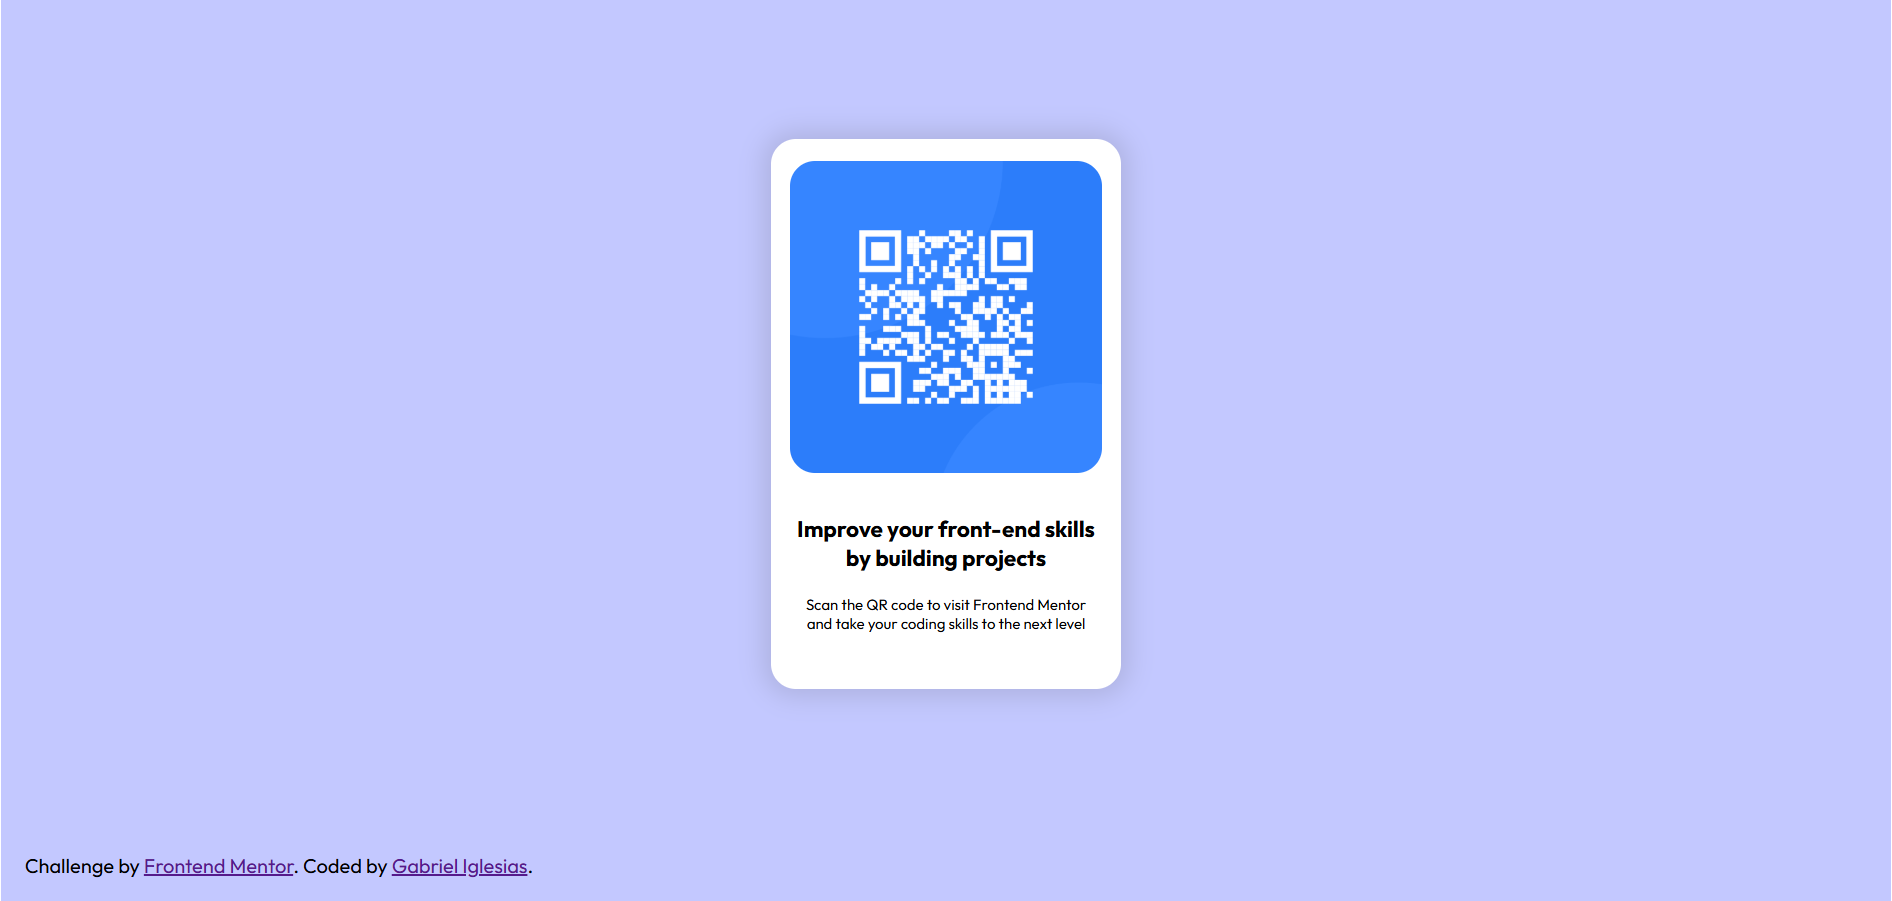 Improve your front-end skills
by building projects
Scan the QR code to visit Frontend Mentor
and take your coding skills to the next level
Challenge by Frontend Mentor. Coded by Gabriel Iglesias.